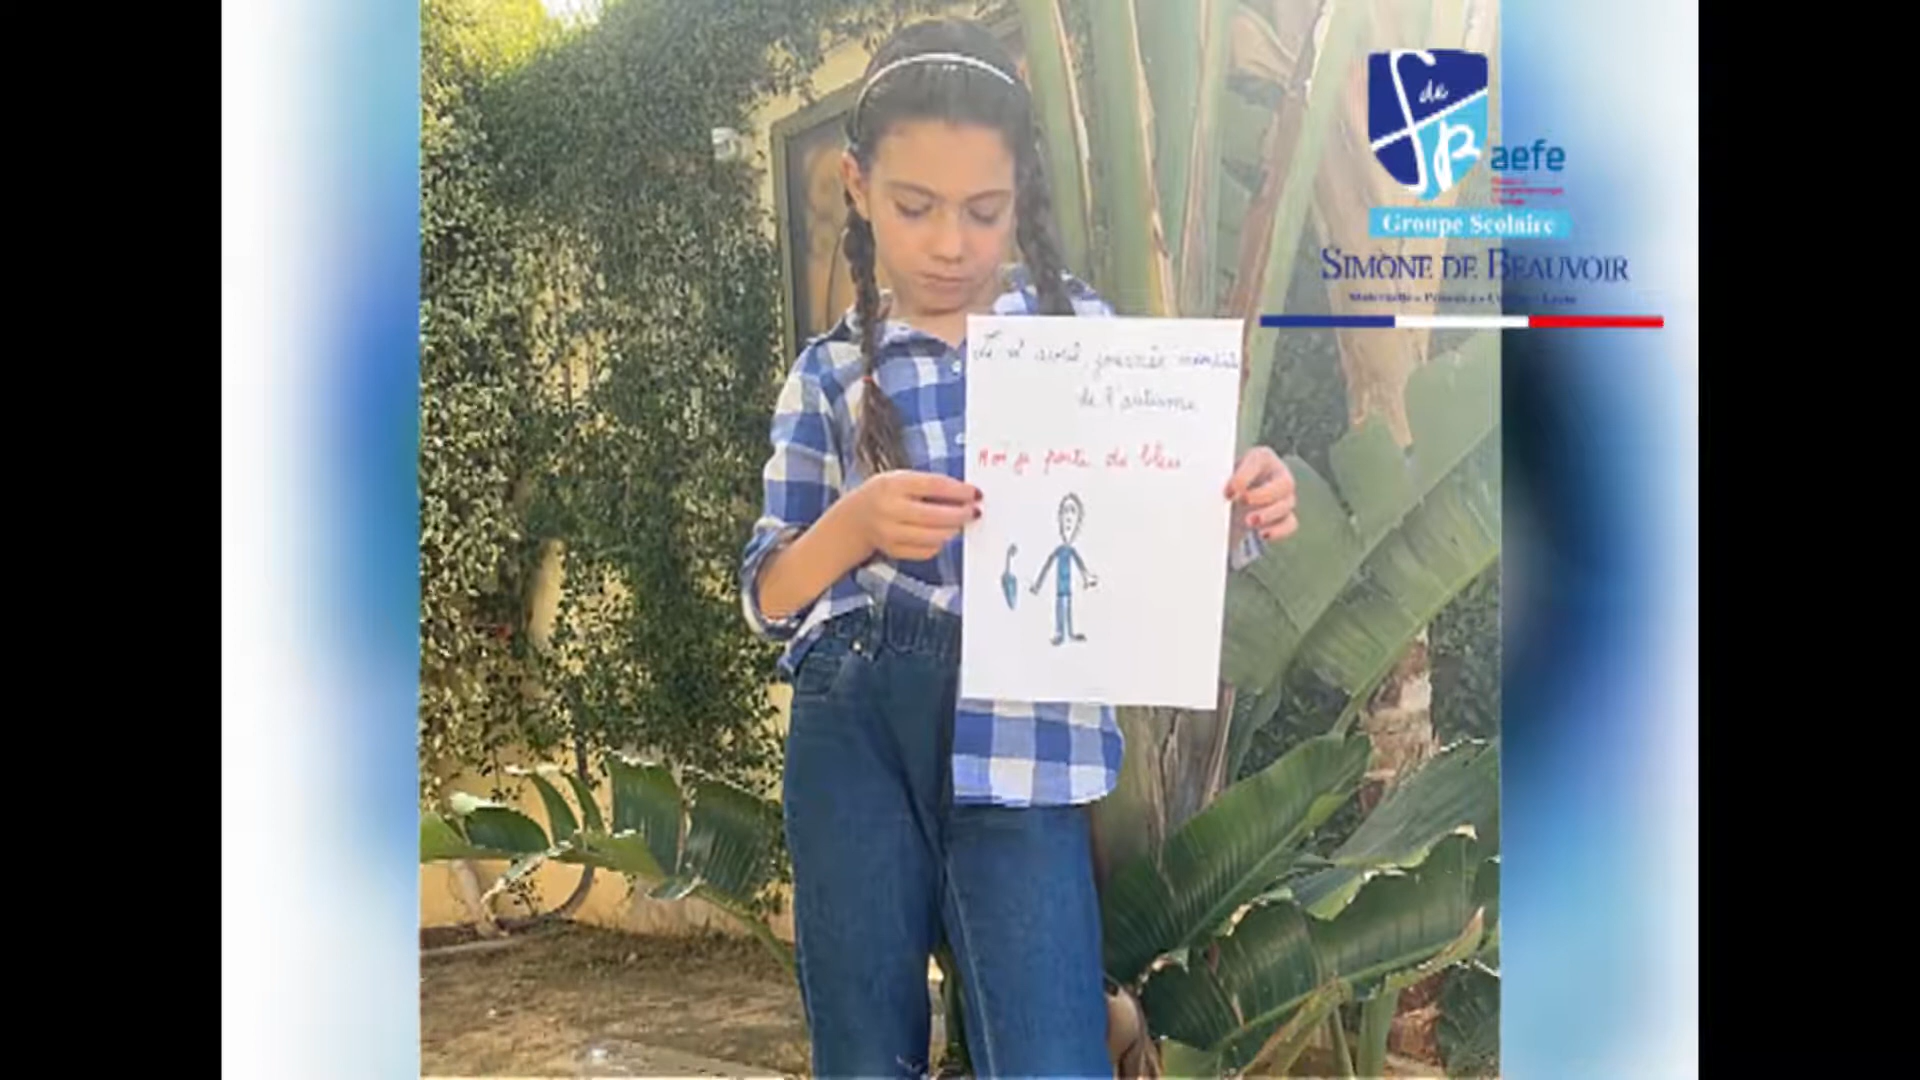 de
aefe
Groupe Scolaire
SIMONE DE BEAUVOIR
Le 2 avril, journée mondiale
de l'autisme
Moi je porte du bleu